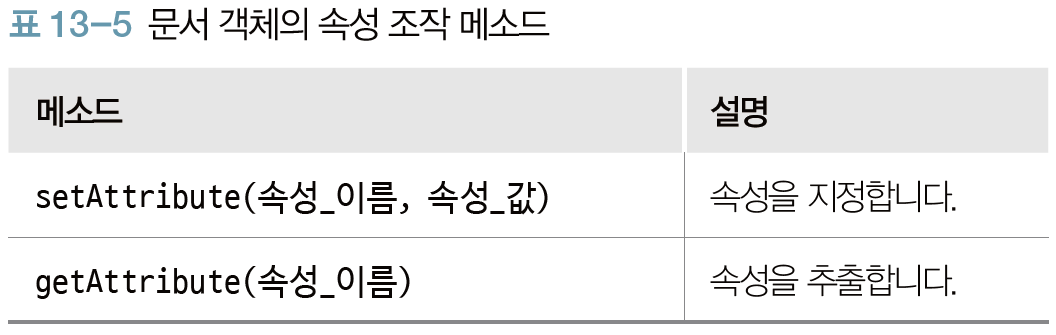 표 13-5 문서 객체의 속성 조작 메소드
메소드 설명
setAttribute(속성_이름, 속성_값) 속성을 지정합니다.
getAttribute(속성_이름) 속성을 추출합니다.